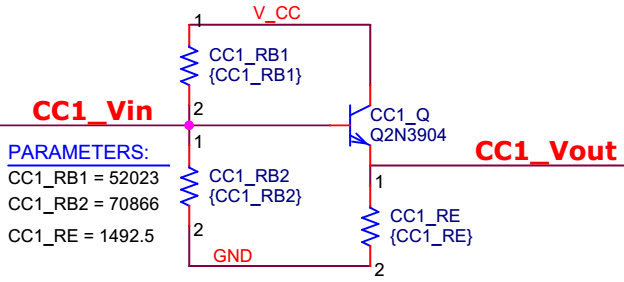 1
V_CC
CC1_RB1
{CC1_RB1}
CC1_Vin
2
CC1_Q
Q2N3904
1
CC1_Vout
PARAMETERS:
CC1_RB1 = 52023
CC1_RB2 = 70866
CC1_RE = 1492.5
CC1_RB2
{CC1_RB2}
1
2
CC1_RE
{CC1_RE}
GND
2